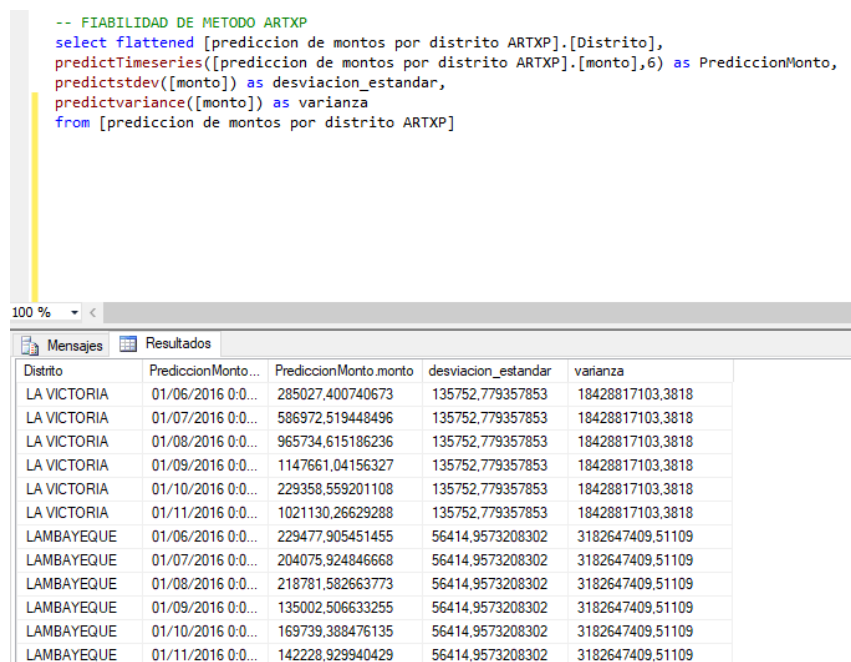 -- FIABILIDAD DE METODO ARTXP
select flattened [prediccion de montos por distrito ARTXP].[Distrito],
predictTimeseries([prediccion de montos por distrito ARTXP].[monto],6) as PrediccionMonto,
predictstdev([monto]) as desviacion_estandar,
predictvariance([monto]) as varianza
from [prediccion de montos por distrito ARTXP]
100 %
Mensajes Resultados
Distrito PrediccionMonto... PrediccionMonto.monto desviacion_estandar varianza
LA VICTORIA 01/06/2016 0:0... 285027,400740673 135752,779357853 18428817103,3818
LA VICTORIA 01/07/2016 0:0... 586972,519448496 135752,779357853 18428817103,3818
LA VICTORIA 01/08/2016 0:0... 965734,615186236 135752,779357853 18428817103,3818
LA VICTORIA 01/09/2016 0:0... 1147661,04156327 135752,779357853 18428817103,3818
LA VICTORIA 01/10/2016 0:0... 229358,559201108 135752,779357853 18428817103,3818
LA VICTORIA 01/11/2016 0:0... 1021130,26629288 135752,779357853 18428817103,3818
LAMBAYEQUE 01/06/2016 0:0... 229477,905451455 56414,9573208302 3182647409,51109
LAMBAYEQUE 01/07/2016 0:0... 204075,924846668 56414,9573208302 3182647409,51109
LAMBAYEQUE 01/08/2016 0:0... 218781,582663773 56414,9573208302 3182647409,51109
LAMBAYEQUE 01/09/2016 0:0... 135002,506633255 56414,9573208302 3182647409,51109
LAMBAYEQUE 01/10/2016 0:0... 169739,388476135 56414,9573208302 3182647409,51109
LAMBAYEQUE 01/11/2016 0:0... 142228,929940429 56414,9573208302 3182647409,51109